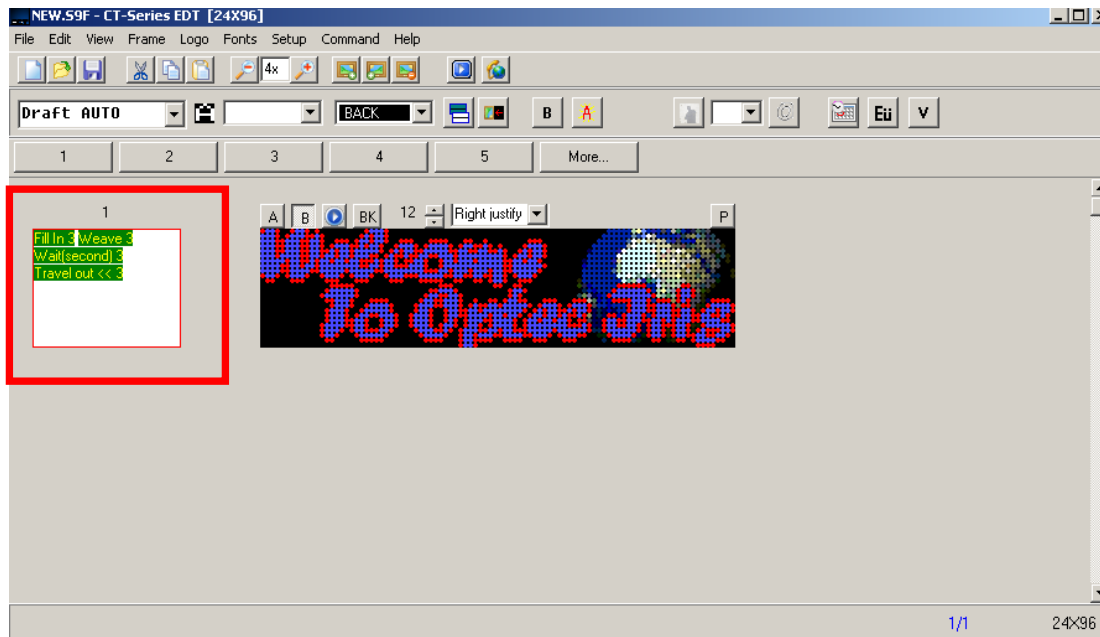 NEW.S9F - CT-Series EDT [24X96]
File Edit View Frame Logo Fonts Setup Command Help
4x
Draft AUTO BACK B A © Eü V
1 2 3 4 5 More...
1
Fill In 3 Weave 3
Wait(second) 3
Travel out << 3
A B BK 12 Right justify P
Welcome
To Optec
1/1 24X96